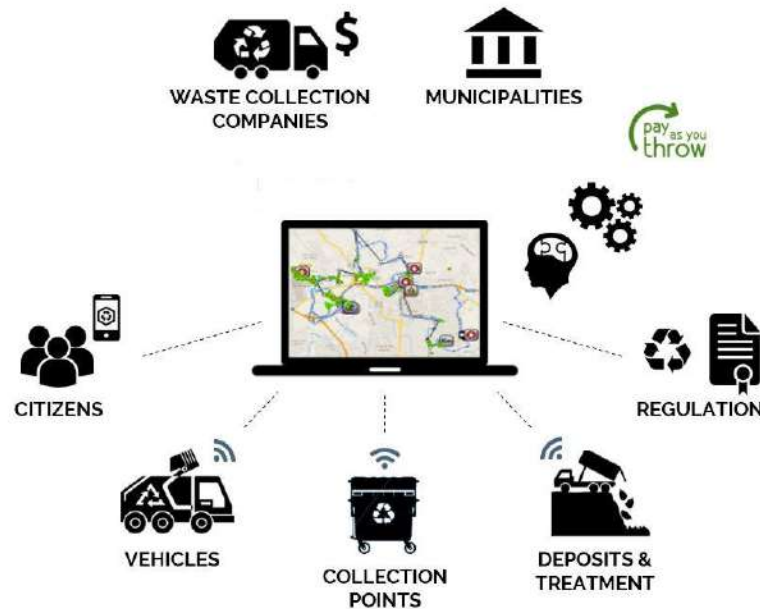 $
WASTE COLLECTION
COMPANIES
MUNICIPALITIES
pay as you
throw
CITIZENS
REGULATION
VEHICLES
COLLECTION
POINTS
DEPOSITS &
TREATMENT